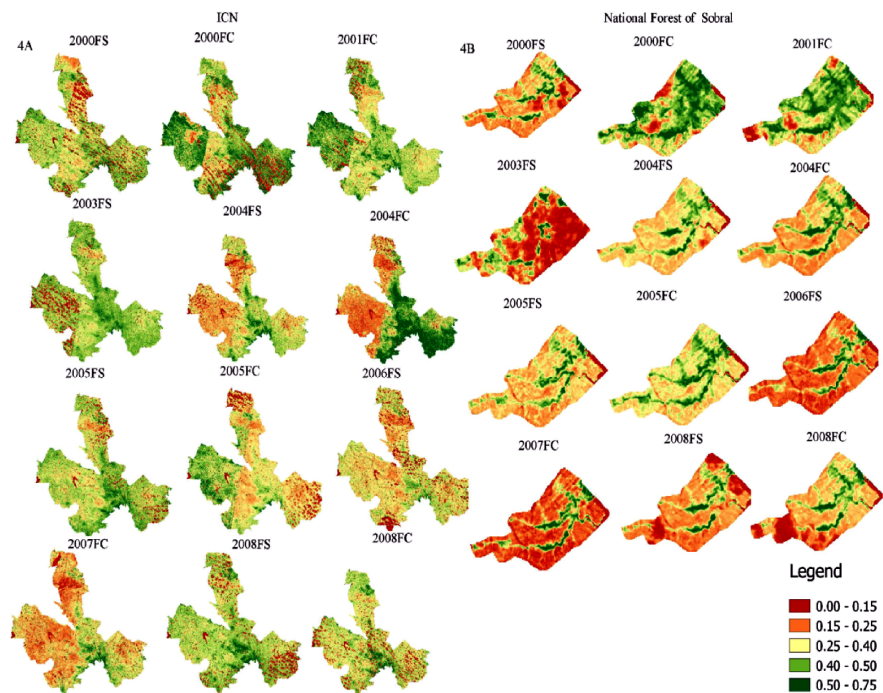 ICN
4A
2000FS
2000FC
2001FC
2003FS
2004FS
2004FC
2005FS
2005FC
2006FS
2007FC
2008FS
2008FC
National Forest of Sobral
4B
2000FS
2000FC
2001FC
2003FS
2004FS
2004FC
2005FS
2005FC
2006FS
2007FC
2008FS
2008FC
Legend
0.00 - 0.15
0.15 - 0.25
0.25 - 0.40
0.40 - 0.50
0.50 - 0.75